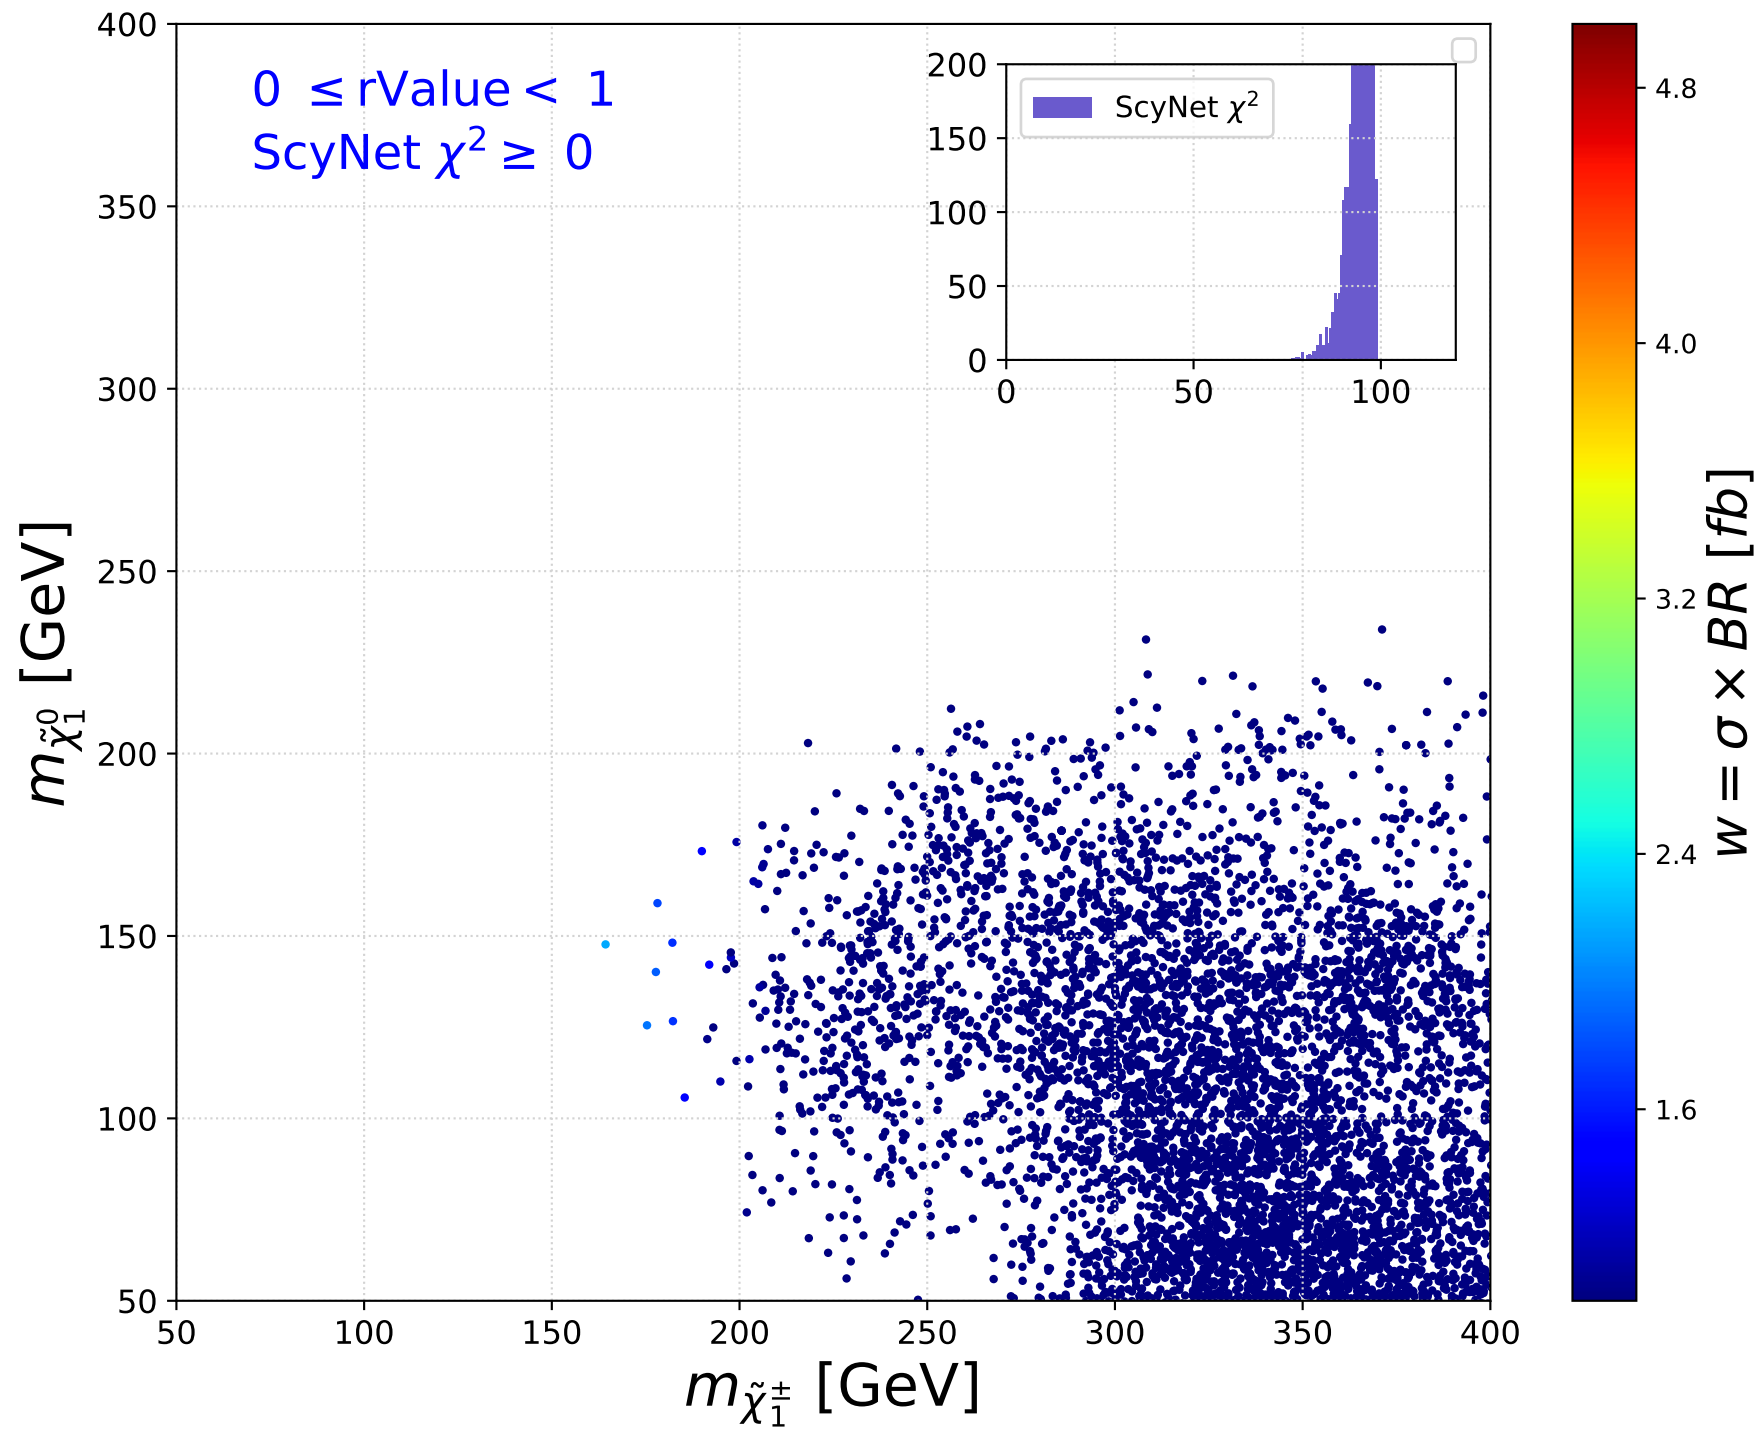 0 ≤ rValue < 1
ScyNet χ² ≥ 0
ScyNet χ²
200
150
100
50
0
0 50 100
400
350
300
250
200
150
100
50
50 100 150 200 250 300 350 400
m_{χ̃₁^±} [GeV]
m_{χ̃₁⁰} [GeV]
4.8
4.0
3.2
2.4
1.6
w = σ × BR [fb]